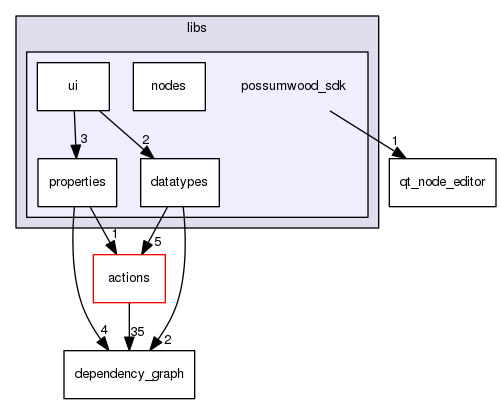 libs
ui
nodes
possumwood_sdk
3
2
1
properties
datatypes
qt_node_editor
1
5
actions
4
35
2
dependency_graph